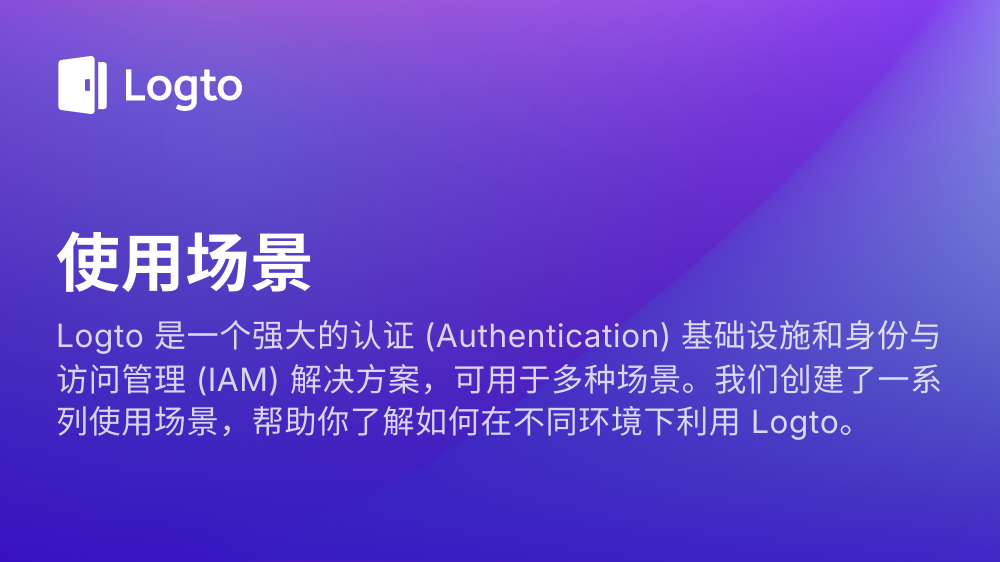 Logto
使用场景
Logto 是一个强大的认证 (Authentication) 基础设施和身份与
访问管理 (IAM) 解决方案，可用于多种场景。我们创建了一系
列使用场景，帮助你了解如何在不同环境下利用 Logto。